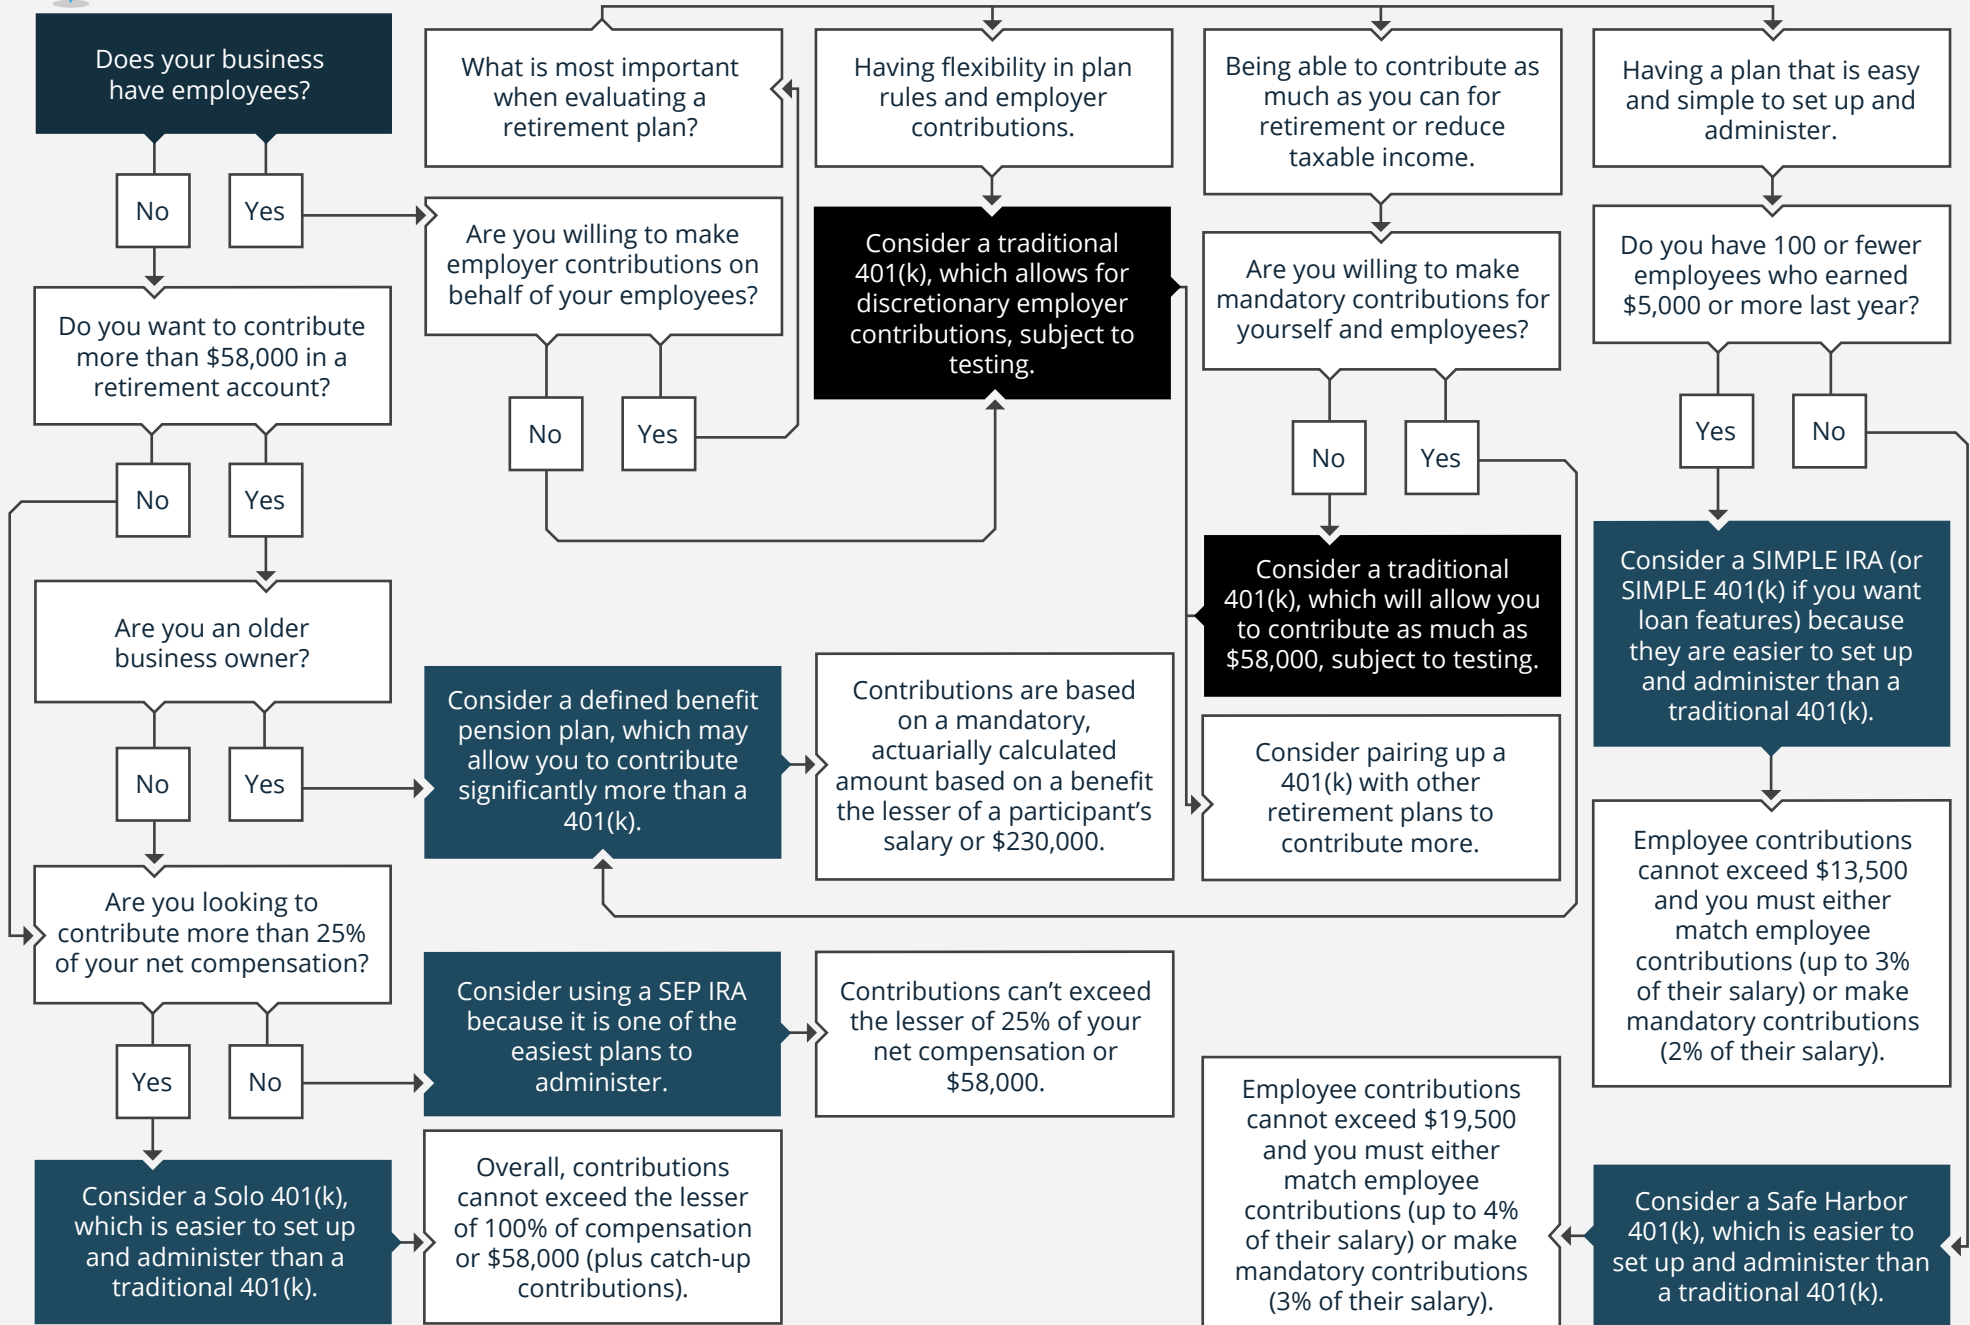 Does your business
have employees?
No
Yes
Do you want to contribute
more than $58,000 in a
retirement account?
No
Yes
Are you an older
business owner?
No
Yes
Are you looking to
contribute more than 25%
of your net compensation?
Yes
No
Consider a Solo 401(k),
which is easier to set up
and administer than a
traditional 401(k).
What is most important
when evaluating a
retirement plan?
Are you willing to make
employer contributions on
behalf of your employees?
No
Yes
Consider a defined benefit
pension plan, which may
allow you to contribute
significantly more than a
401(k).
Consider using a SEP IRA
because it is one of the
easiest plans to
administer.
Overall, contributions
cannot exceed the lesser
of 100% of compensation
or $58,000 (plus catch-up
contributions).
Having flexibility in plan
rules and employer
contributions.
Consider a traditional
401(k), which allows for
discretionary employer
contributions, subject to
testing.
Contributions are based
on a mandatory,
actuarially calculated
amount based on a benefit
the lesser of a participant’s
salary or $230,000.
Contributions can’t exceed
the lesser of 25% of your
net compensation or
$58,000.
Being able to contribute as
much as you can for
retirement or reduce
taxable income.
Are you willing to make
mandatory contributions for
yourself and employees?
No
Yes
Consider a traditional
401(k), which will allow you
to contribute as much as
$58,000, subject to testing.
Consider pairing up a
401(k) with other
retirement plans to
contribute more.
Employee contributions
cannot exceed $19,500
and you must either
match employee
contributions (up to 4%
of their salary) or make
mandatory contributions
(3% of their salary).
Having a plan that is easy
and simple to set up and
administer.
Do you have 100 or fewer
employees who earned
$5,000 or more last year?
Yes
No
Consider a SIMPLE IRA (or
SIMPLE 401(k) if you want
loan features) because
they are easier to set up
and administer than a
traditional 401(k).
Employee contributions
cannot exceed $13,500
and you must either
match employee
contributions (up to 3%
of their salary) or make
mandatory contributions
(2% of their salary).
Consider a Safe Harbor
401(k), which is easier to
set up and administer than
a traditional 401(k).